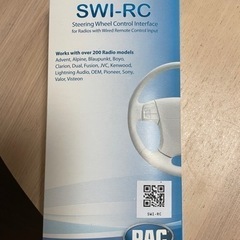 SWI-RC
Steering Wheel Control Interface
for Radios with Wired Remote Control Input
Works with over 200 Radio models
Advent, Alpine, Blaupunkt, Boyo,
Clarion, Dual, Fusion, JVC, Kenwood,
Lightning Audio, OEM, Pioneer, Sony,
Valor, Visteon
SWI-RC
PAC